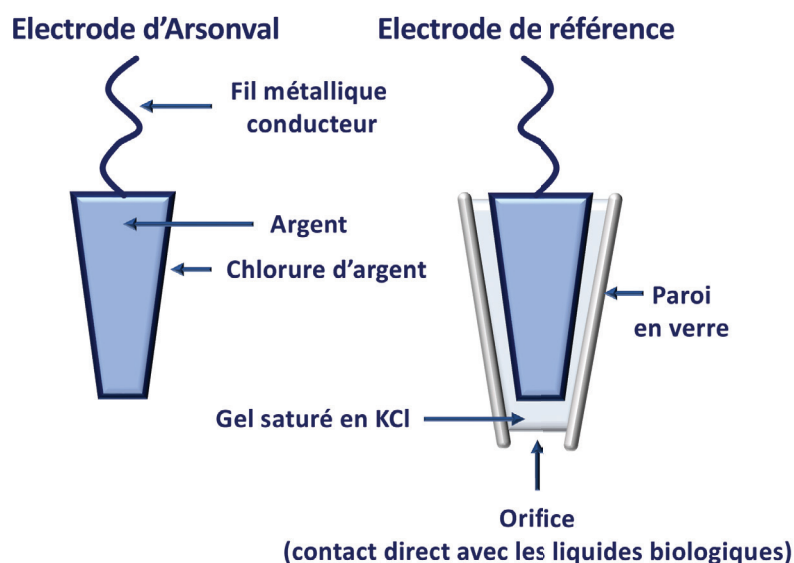 Electrode d'Arsonval
Electrode de référence
Fil métallique
conducteur
Argent
Chlorure d'argent
Paroi
en verre
Gel saturé en KCl
Orifice
(contact direct avec les liquides biologiques)